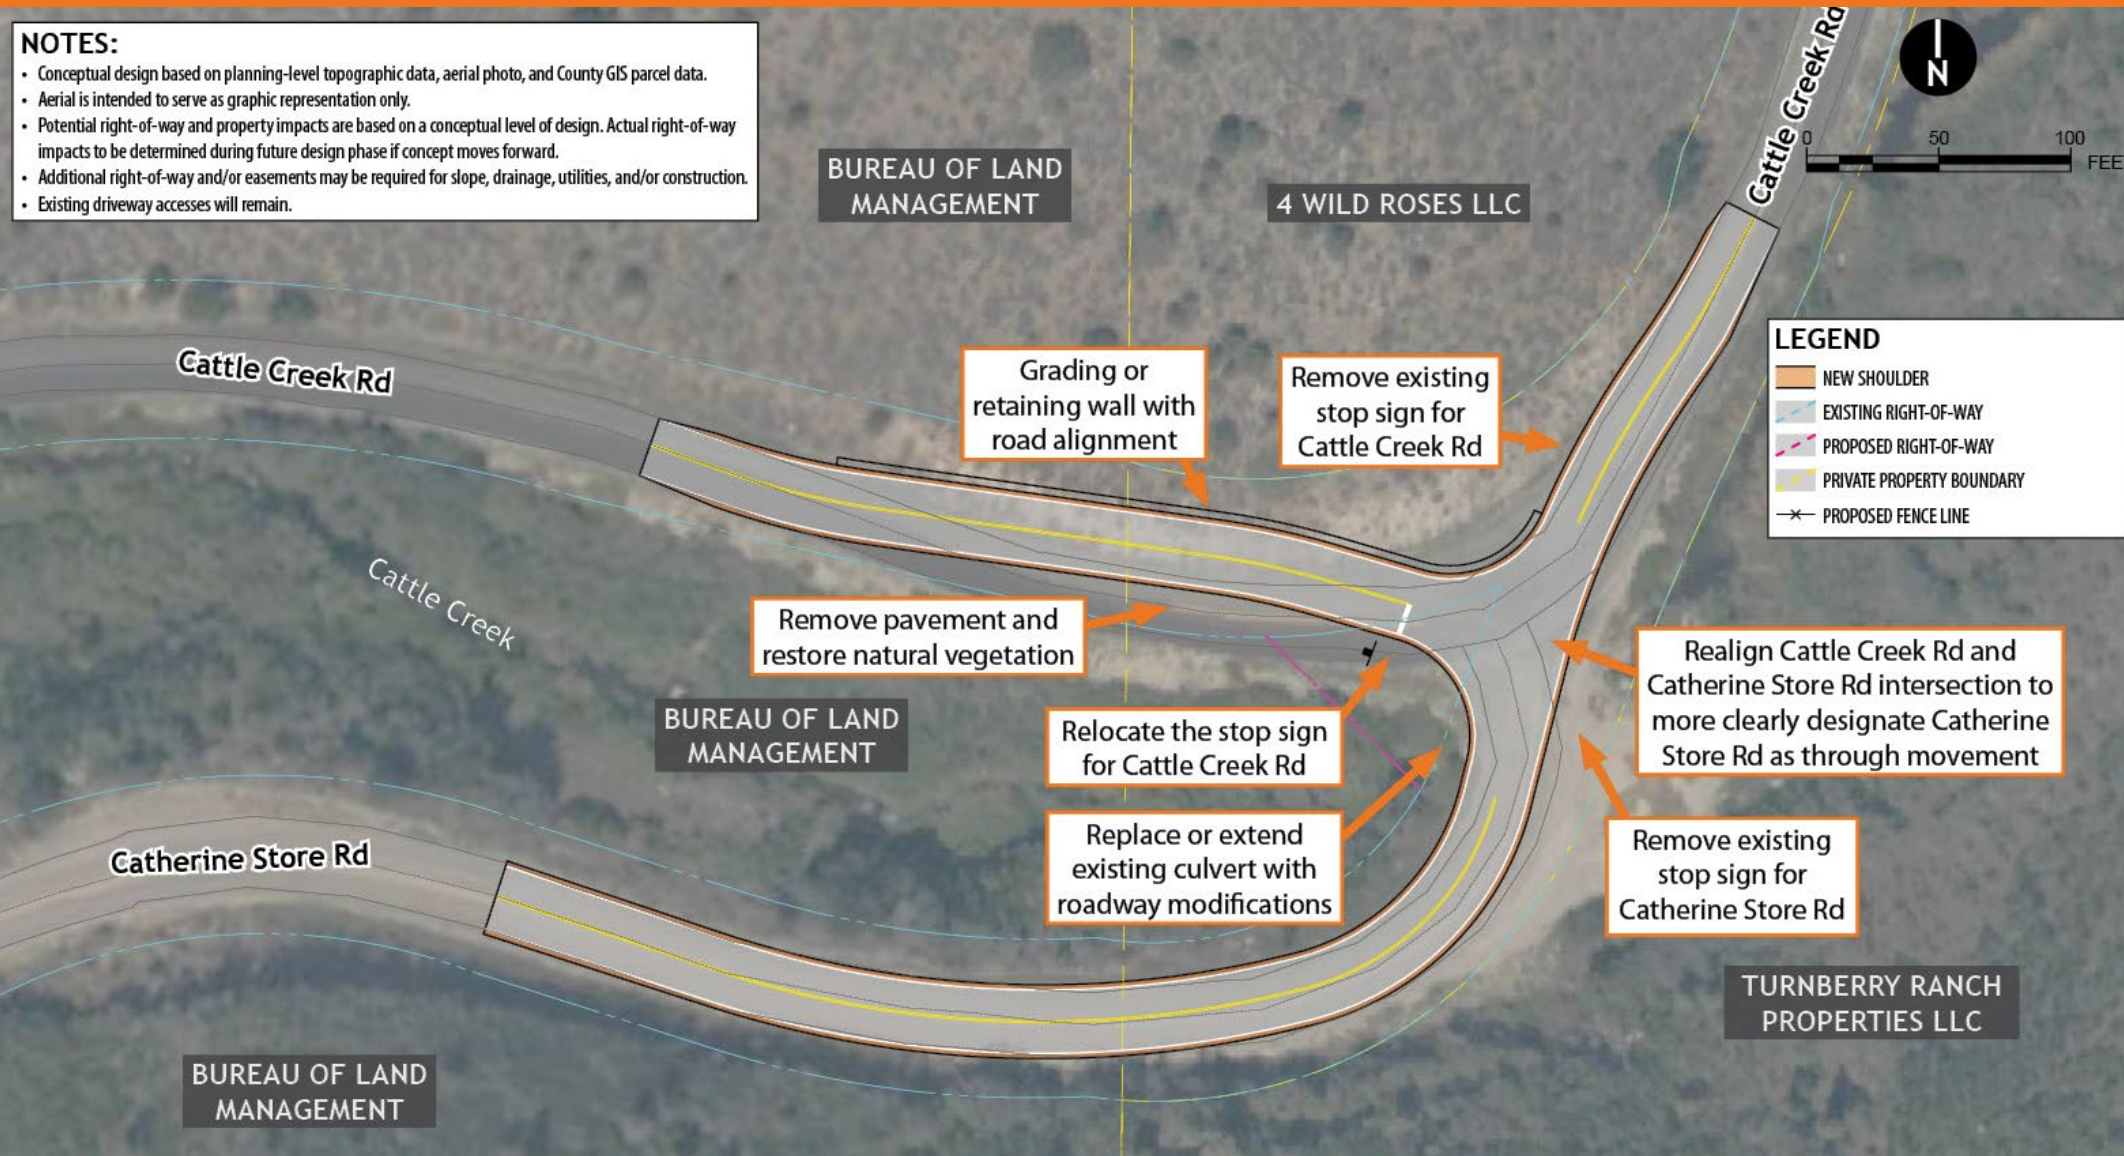 NOTES:
• Conceptual design based on planning-level topographic data, aerial photo, and County GIS parcel data.
• Aerial is intended to serve as graphic representation only.
• Potential right-of-way and property impacts are based on a conceptual level of design. Actual right-of-way
impacts to be determined during future design phase if concept moves forward.
• Additional right-of-way and/or easements may be required for slope, drainage, utilities, and/or construction.
• Existing driveway accesses will remain.
Cattle Creek Rd
N
0 50 100
FEE
BUREAU OF LAND
MANAGEMENT
4 WILD ROSES LLC
LEGEND
NEW SHOULDER
EXISTING RIGHT-OF-WAY
PROPOSED RIGHT-OF-WAY
PRIVATE PROPERTY BOUNDARY
PROPOSED FENCE LINE
Cattle Creek Rd
Grading or
retaining wall with
road alignment
Remove existing
stop sign for
Cattle Creek Rd
Cattle Creek
Remove pavement and
restore natural vegetation
Realign Cattle Creek Rd and
Catherine Store Rd intersection to
more clearly designate Catherine
Store Rd as through movement
BUREAU OF LAND
MANAGEMENT
Relocate the stop sign
for Cattle Creek Rd
Replace or extend
existing culvert with
roadway modifications
Remove existing
stop sign for
Catherine Store Rd
Catherine Store Rd
TURNBERRY RANCH
PROPERTIES LLC
BUREAU OF LAND
MANAGEMENT